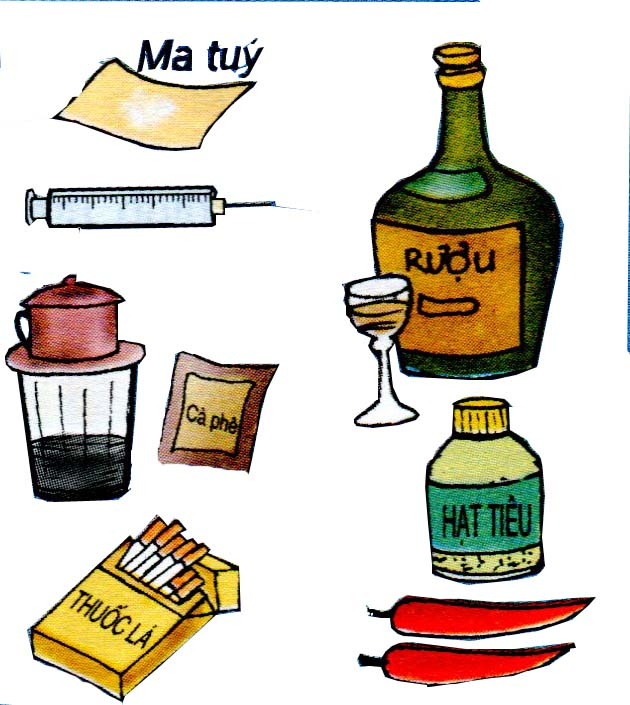 Ma tuý
RƯỢU
Cà phê
HẠT TIÊU
THUỐC LÁ